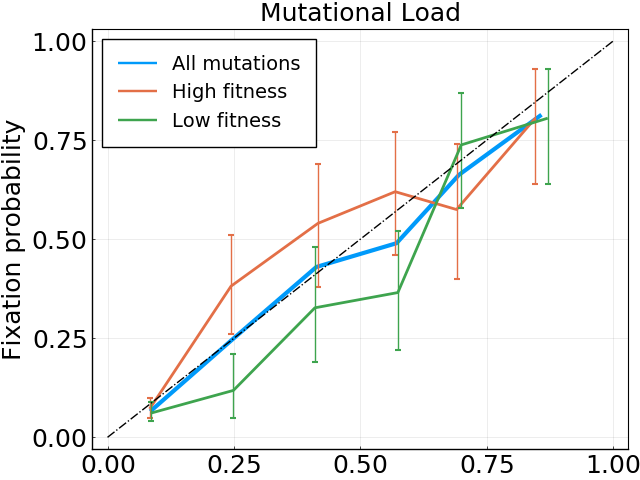 Mutational Load
1.00
0.75
0.50
0.25
0.00
Fixation probability
All mutations
High fitness
Low fitness
0.00 0.25 0.50 0.75 1.00